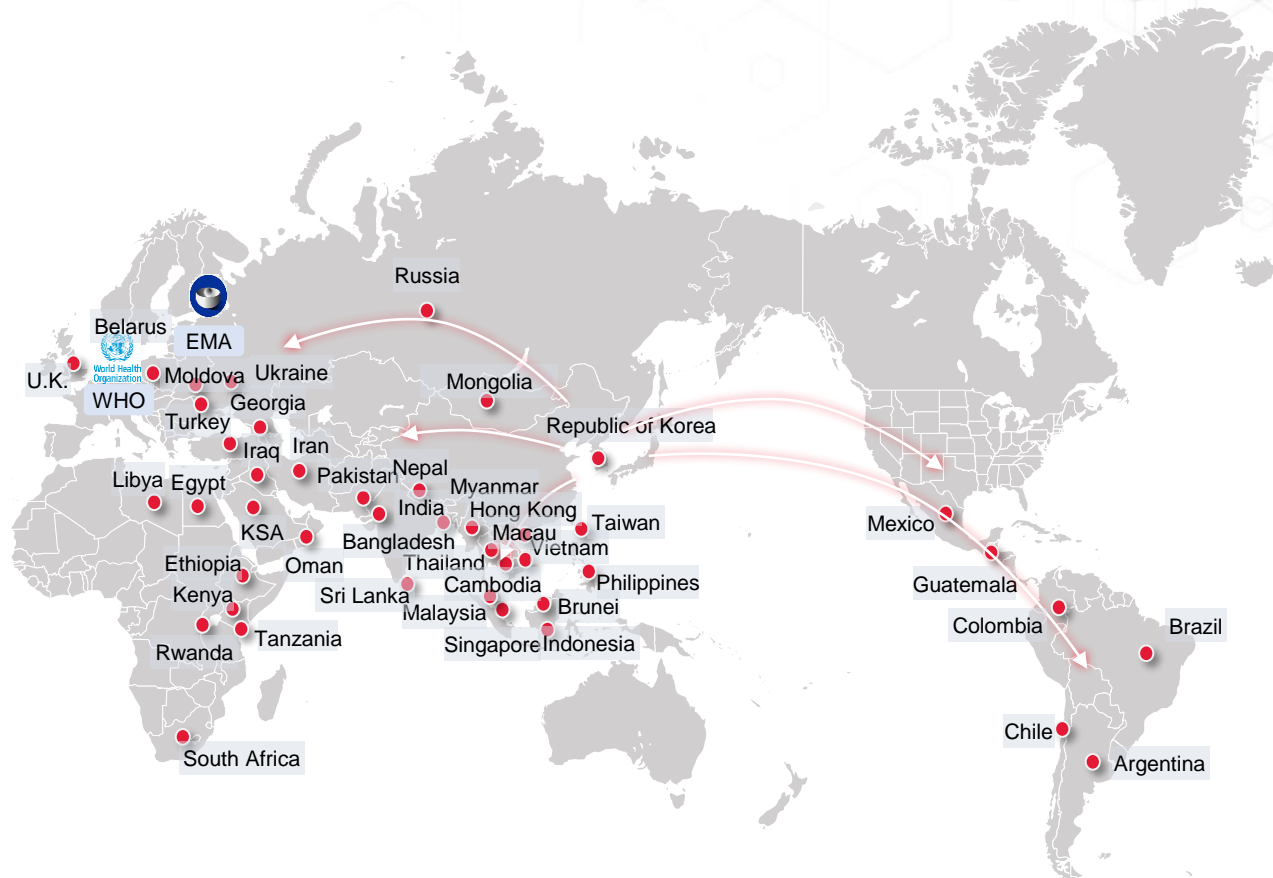 Russia
Belarus
EMA
World Health
Organization
WHO
U.K.
Moldova
Ukraine
Georgia
Turkey
Mongolia
Republic of Korea
Iraq
Iran
Libya
Egypt
Pakistan
Nepal
Myanmar
India
Hong Kong
Taiwan
KSA
Oman
Bangladesh
Macau
Vietnam
Thailand
Ethiopia
Kenya
Sri Lanka
Cambodia
Philippines
Malaysia
Brunei
Rwanda
Tanzania
Singapore
Indonesia
South Africa
Mexico
Guatemala
Colombia
Brazil
Chile
Argentina